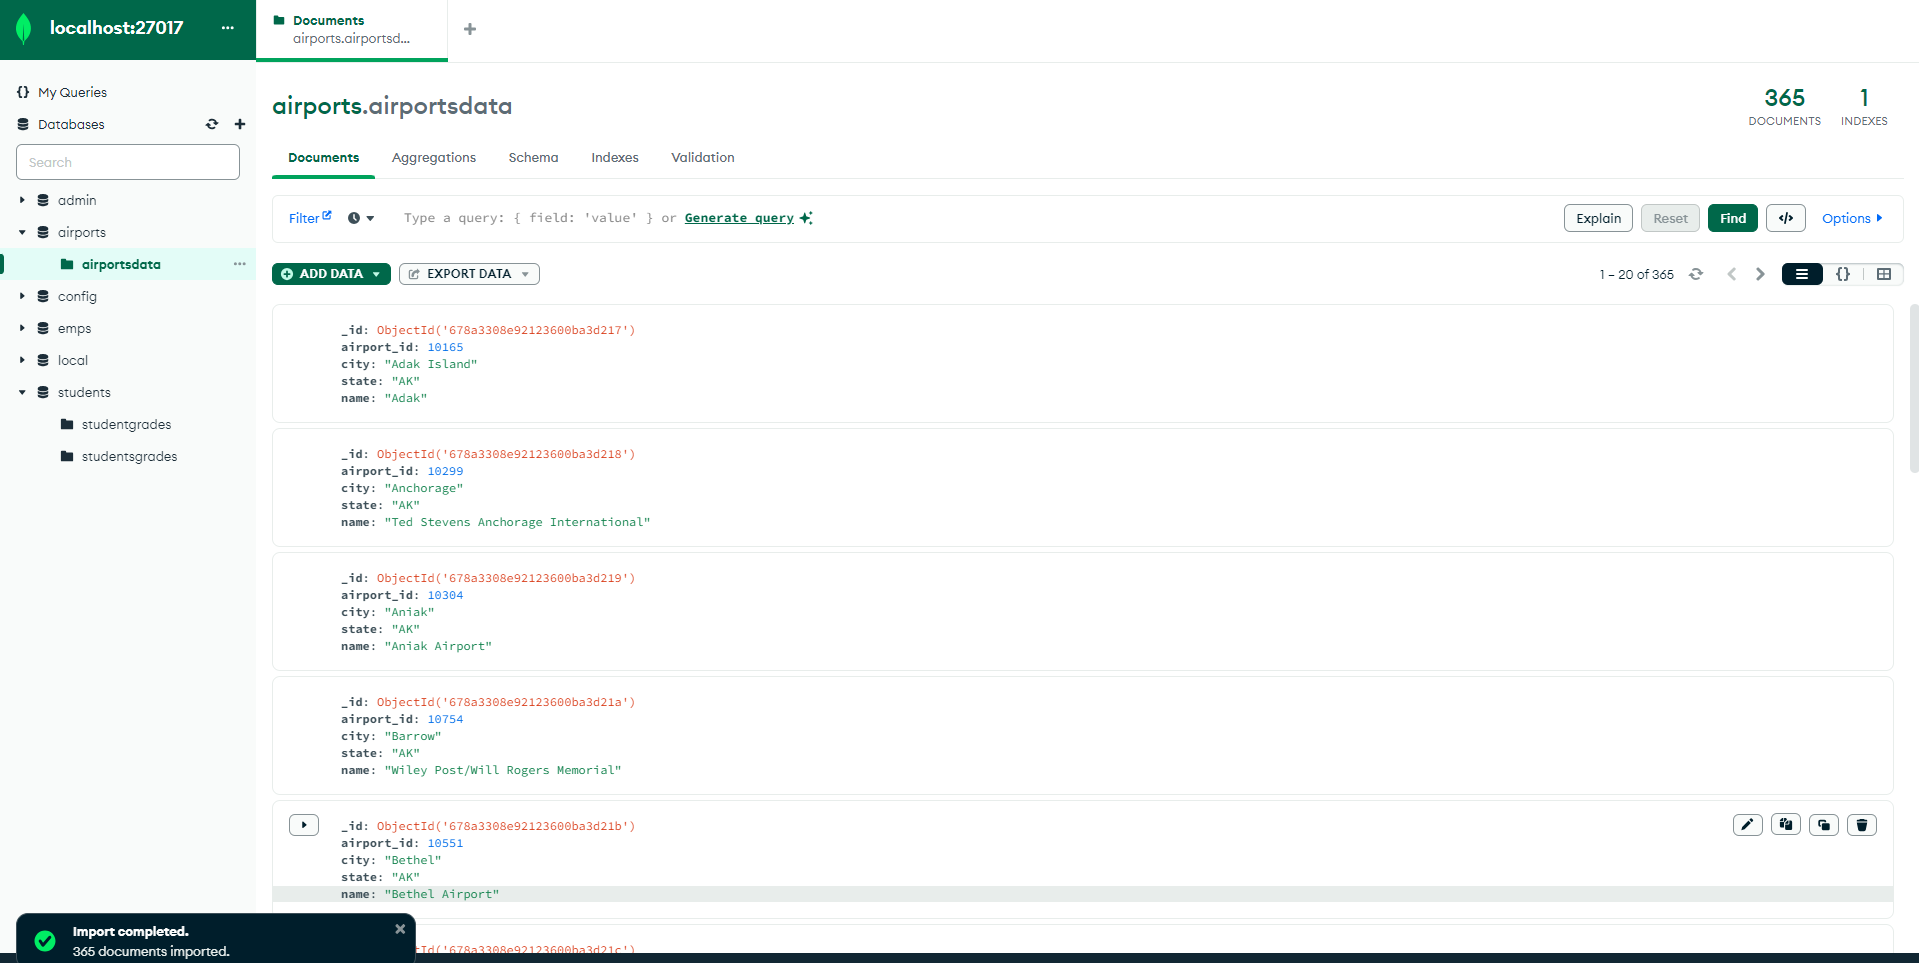 localhost:27017
Documents
airports.airportsd...
My Queries
Databases
Search
admin
airports
airportsdata
config
emps
local
students
studentgrades
studentsgrades
airports.airportsdata
365
DOCUMENTS
1
INDEXES
Documents
Aggregations
Schema
Indexes
Validation
Filter
Type a query: { field: 'value' } or Generate query
Explain
Reset
Find
</>
Options
ADD DATA
EXPORT DATA
1 – 20 of 365
{}
_id: ObjectId('678a3308e92123600ba3d217')
airport_id: 10165
city: "Adak Island"
state: "AK"
name: "Adak"
_id: ObjectId('678a3308e92123600ba3d218')
airport_id: 10299
city: "Anchorage"
state: "AK"
name: "Ted Stevens Anchorage International"
_id: ObjectId('678a3308e92123600ba3d219')
airport_id: 10304
city: "Aniak"
state: "AK"
name: "Aniak Airport"
_id: ObjectId('678a3308e92123600ba3d21a')
airport_id: 10754
city: "Barrow"
state: "AK"
name: "Wiley Post/Will Rogers Memorial"
_id: ObjectId('678a3308e92123600ba3d21b')
airport_id: 10551
city: "Bethel"
state: "AK"
name: "Bethel Airport"
tId('678a3308e92123600ba3d21c')
Import completed.
365 documents imported.